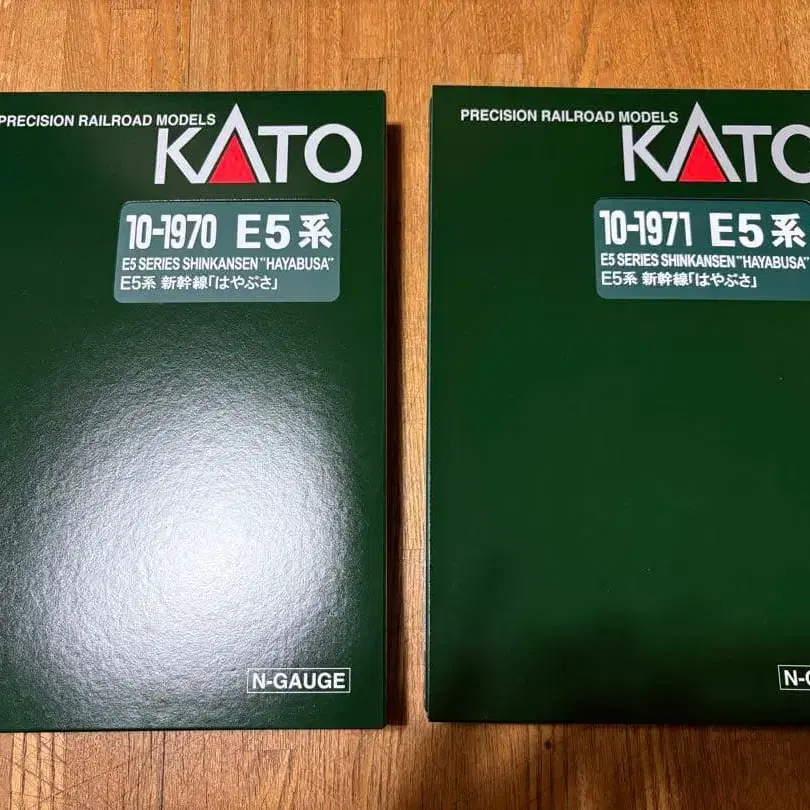 PRECISION RAILROAD MODELS
KATO
10-1970 E5系
E5 SERIES SHINKANSEN "HAYABUSA"
E5系 新幹線「はやぶさ」
N-GAUGE
PRECISION RAILROAD MODELS
KATO
10-1971 E5系
E5 SERIES SHINKANSEN "HAYABUSA"
E5系 新幹線「はやぶさ」